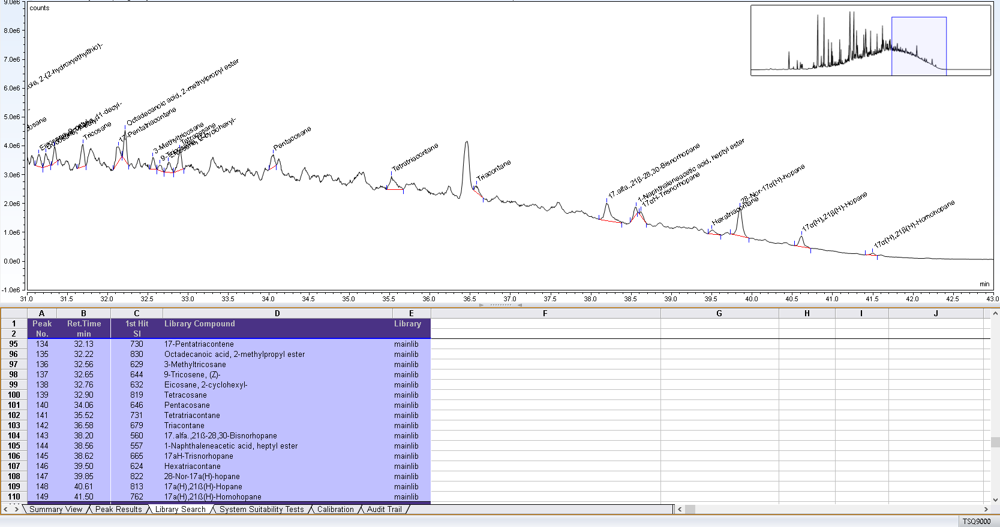 9.0e6
counts
8.0e6
7.0e6
6.0e6
5.0e6
4.0e6
3.0e6
2.0e6
1.0e6
0.0e0
-1.0e6
ole, 2-(2-hydroxyethylthio)-
Tricosane
17-Pentatriacontene
Octadecanoic acid, 2-methylpropyl ester
3-Methyltricosane
9-Tricosene, (Z)-
Eicosane, 2-cyclohexyl-
Tetracosane
Pentacosane
Tetratriacontane
Triacontane
17.alfa.,21ß-28,30-Bisnorhopane
1-Naphthaleneacetic acid, heptyl ester
17αH-Trisnorhopane
Hexatriacontane
28-Nor-17α(H)-hopane
17α(H),21β(H)-Hopane
17α(H),21β(H)-Homohopane
min
31.0 31.5 32.0 32.5 33.0 33.5 34.0 34.5 35.0 35.5 36.0 36.5 37.0 37.5 38.0 38.5 39.0 39.5 40.0 40.5 41.0 41.5 42.0 42.5 43.0
A B C D E F G H I J
1 Peak Ret.Time 1st Hit Library Compound Library
2 No. min SI
95 134 32.13 730 17-Pentatriacontene mainlib
96 135 32.22 830 Octadecanoic acid, 2-methylpropyl ester mainlib
97 136 32.56 629 3-Methyltricosane mainlib
98 137 32.65 644 9-Tricosene, (Z)- mainlib
99 138 32.76 632 Eicosane, 2-cyclohexyl- mainlib
100 139 32.90 819 Tetracosane mainlib
101 140 34.06 646 Pentacosane mainlib
102 141 35.52 731 Tetratriacontane mainlib
103 142 36.58 679 Triacontane mainlib
104 143 38.20 560 17.alfa.,21ß-28,30-Bisnorhopane mainlib
105 144 38.56 557 1-Naphthaleneacetic acid, heptyl ester mainlib
106 145 38.62 665 17aH-Trisnorhopane mainlib
107 146 39.50 624 Hexatriacontane mainlib
108 147 39.85 822 28-Nor-17a(H)-hopane mainlib
109 148 40.61 813 17a(H),21ß(H)-Hopane mainlib
110 149 41.50 762 17a(H),21ß(H)-Homohopane mainlib
Summary View Peak Results Library Search System Suitability Tests Calibration Audit Trail
TSQ9000